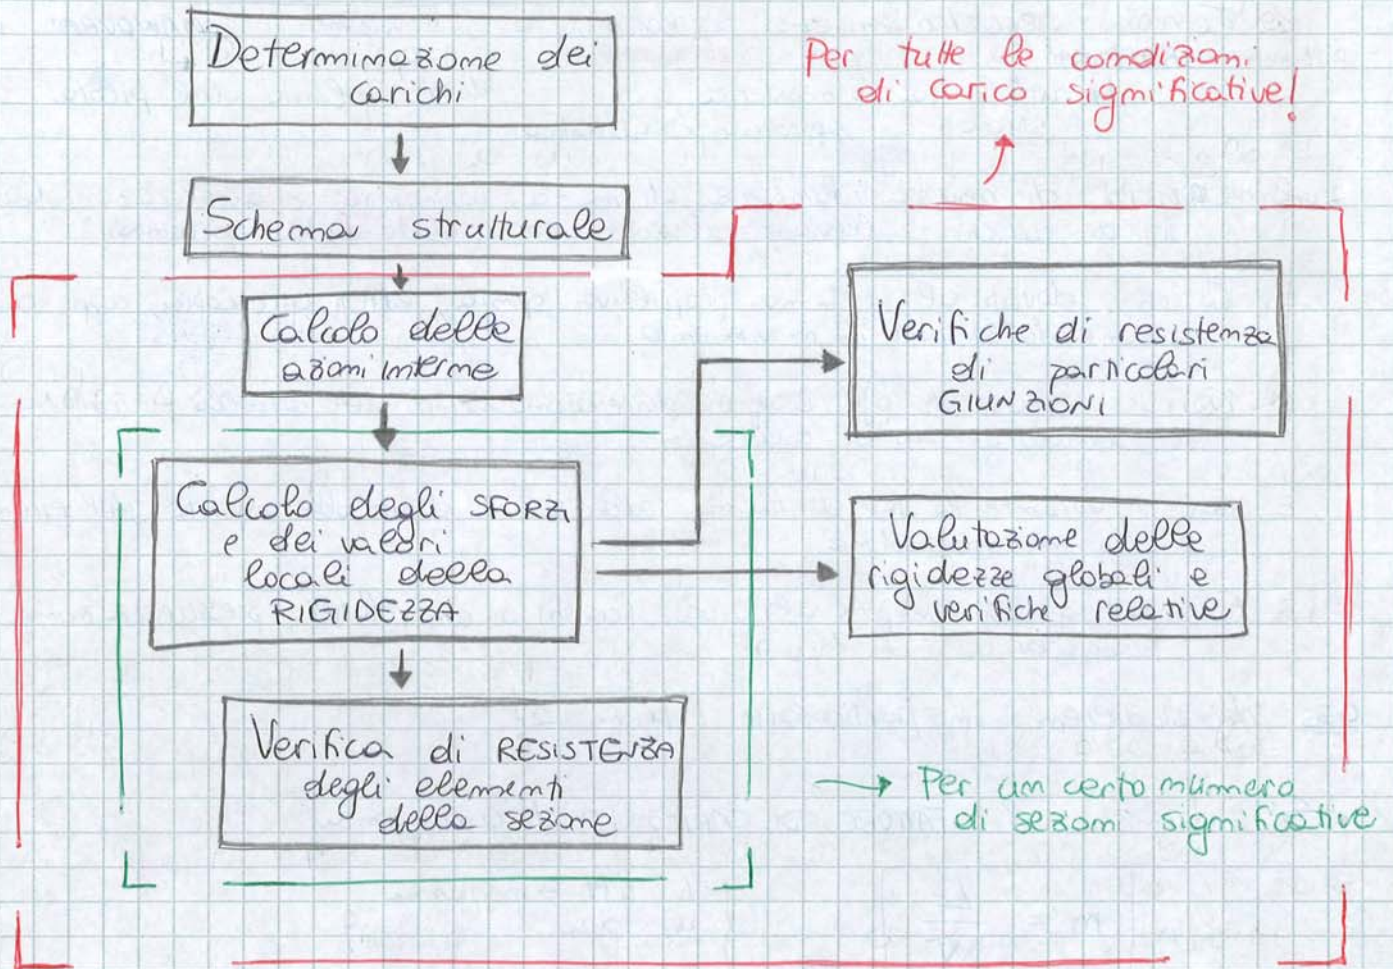 Determinazione dei
carichi
Per tutte le condizioni
di carico significative!
Schema strutturale
Calcolo delle
azioni interne
Verifiche di resistenza
di particolari
GIUNZIONI
Calcolo degli SFORZI
e dei valori
locali della
RIGIDEZZA
Valutazione delle
rigidezze globali e
verifiche relative
Verifica di RESISTENZA
degli elementi
della sezione
Per un certo numero
di sezioni significative